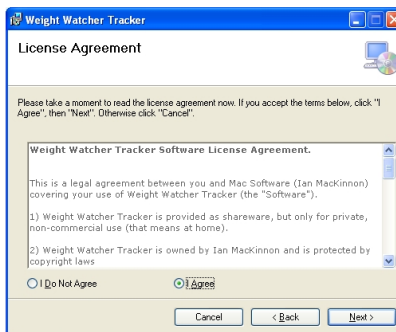 Weight Watcher Tracker
License Agreement
Please take a moment to read the license agreement now. If you accept the terms below, click "I
Agree", then "Next". Otherwise click "Cancel".
Weight Watcher Tracker Software License Agreement.
This is a legal agreement between you and Mac Software (Ian MacKinnon)
covering your use of Weight Watcher Tracker (the "Software").
1) Weight Watcher Tracker is provided as shareware, but only for private,
non-commercial use (that means at home).
2) Weight Watcher Tracker is owned by Ian MacKinnon and is protected by
copyright laws
I Do Not Agree
I Agree
Cancel
< Back
Next >